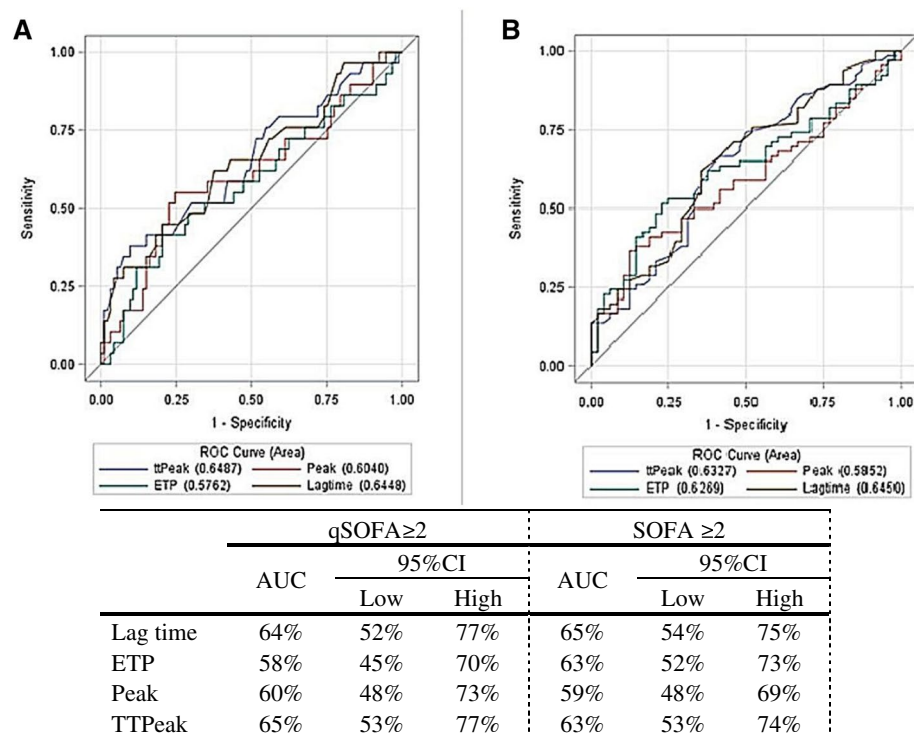 A
B
1.00
0.75
0.50
0.25
0.00
Sensitivity
0.00 0.25 0.50 0.75 1.00
1 - Specificity
ROC Curve (Area)
ttPeak (0.6487) Peak (0.6040)
ETP (0.5762) Lagtime (0.6448)
1.00
0.75
0.50
0.25
0.00
Sensitivity
0.00 0.25 0.50 0.75 1.00
1 - Specificity
ROC Curve (Area)
ttPeak (0.6327) Peak (0.5852)
ETP (0.6269) Lagtime (0.6450)
qSOFA≥2 SOFA ≥2
AUC 95%CI AUC 95%CI
Low High Low High
Lag time 64% 52% 77% 65% 54% 75%
ETP 58% 45% 70% 63% 52% 73%
Peak 60% 48% 73% 59% 48% 69%
TTPeak 65% 53% 77% 63% 53% 74%